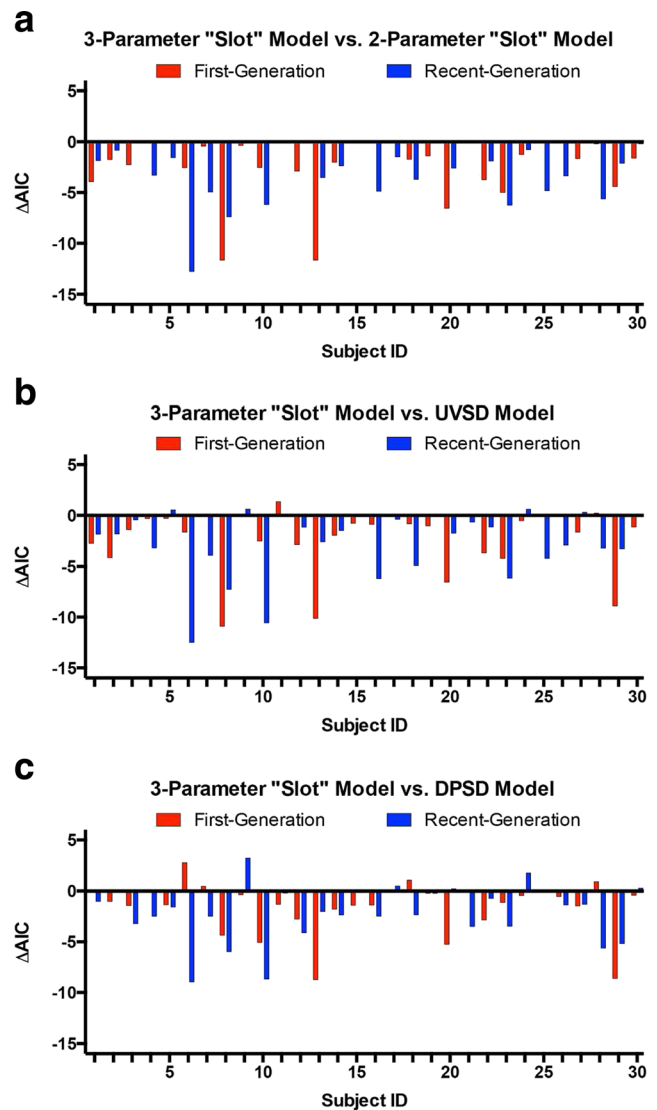 a
3-Parameter "Slot" Model vs. 2-Parameter "Slot" Model
First-Generation Recent-Generation
5
0
-5
-10
-15
ΔAIC
5 10 15 20 25 30
Subject ID
b
3-Parameter "Slot" Model vs. UVSD Model
First-Generation Recent-Generation
5
0
-5
-10
-15
ΔAIC
5 10 15 20 25 30
Subject ID
c
3-Parameter "Slot" Model vs. DPSD Model
First-Generation Recent-Generation
5
0
-5
-10
-15
ΔAIC
5 10 15 20 25 30
Subject ID